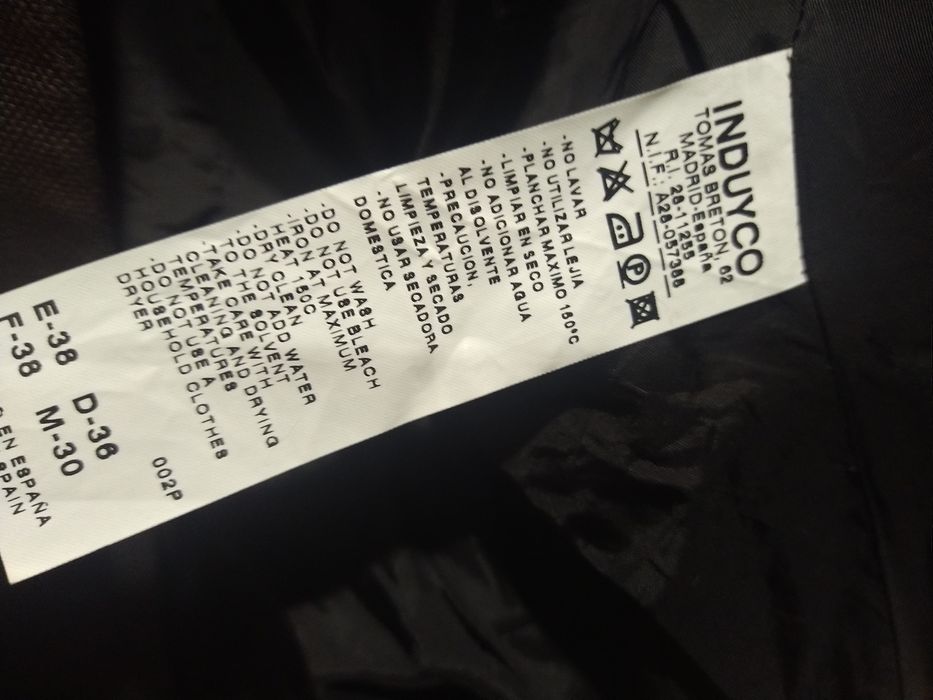 INDUYCO
TOMAS BRETON, 62
MADRID-España
R.I.: 28-11255
N.I.F.: A28-057366
-NO LAVAR
-NO UTILIZAR LEJIA
-PLANCHAR MAXIMO 150ºC
-LIMPIAR EN SECO
-NO ADICIONAR AGUA
AL DISOLVENTE
-PRECAUCION,
TEMPERATURAS
LIMPIEZA Y SECADO
-NO USAR SECADORA
DOMESTICA
-DO NOT WASH
-DO NOT USE BLEACH
-IRON AT MAXIMUM
HEAT 150C
-DRY CLEAN
-DO NOT ADD WATER
TO THE SOLVENT
-TAKE CARE WITH
CLEANING AND DRYING
TEMPERATURES
-DO NOT USE A
HOUSEHOLD CLOTHES
DRYER
002P
E-38 D-36
F-38 M-30
EN ESPAÑA
SPAIN